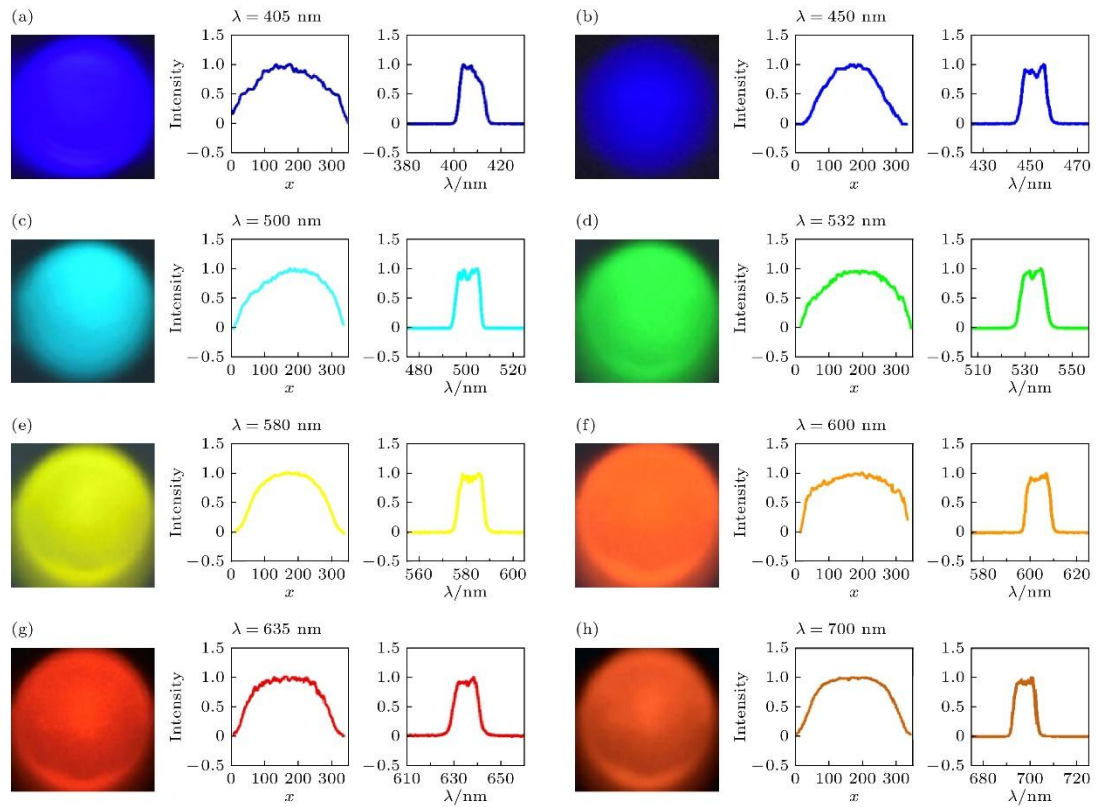 (a)
λ = 405 nm
Intensity
1.5
1.0
0.5
0
−0.5
0 100 200 300
x
1.5
1.0
0.5
0
−0.5
380 400 420
λ/nm
(b)
λ = 450 nm
Intensity
1.5
1.0
0.5
0
−0.5
0 100 200 300
x
1.5
1.0
0.5
0
−0.5
430 450 475
λ/nm
(c)
λ = 500 nm
Intensity
1.5
1.0
0.5
0
−0.5
0 100 200 300
x
1.5
1.0
0.5
0
−0.5
480 500 520
λ/nm
(d)
λ = 532 nm
Intensity
1.5
1.0
0.5
0
−0.5
0 100 200 300
x
1.5
1.0
0.5
0
−0.5
510 530 550
λ/nm
(e)
λ = 580 nm
Intensity
1.5
1.0
0.5
0
−0.5
0 100 200 300
x
1.5
1.0
0.5
0
−0.5
560 580 600
λ/nm
(f)
λ = 600 nm
Intensity
1.5
1.0
0.5
0
−0.5
0 100 200 300
x
1.5
1.0
0.5
0
−0.5
580 600 620
λ/nm
(g)
λ = 635 nm
Intensity
1.5
1.0
0.5
0
−0.5
0 100 200 300
x
1.5
1.0
0.5
0
−0.5
610 630 650
λ/nm
(h)
λ = 700 nm
Intensity
1.5
1.0
0.5
0
−0.5
0 100 200 300
x
1.5
1.0
0.5
0
−0.5
680 700 725
λ/nm